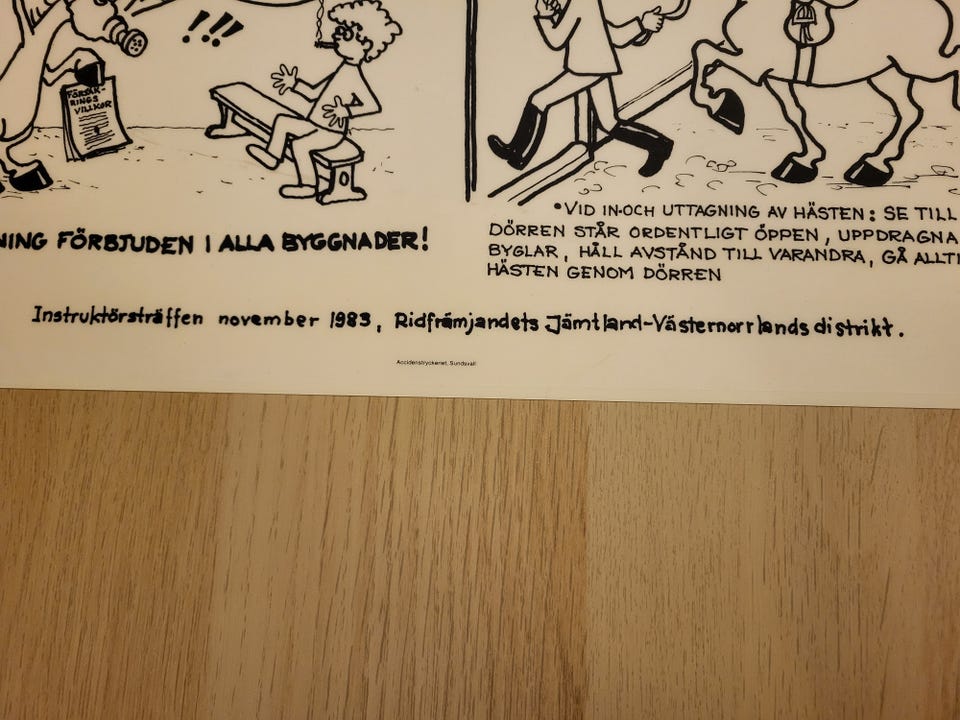 !!!
FÖRSÄK-
RINGS
VILLKOR
NING FÖRBJUDEN I ALLA BYGGNADER!
•VID IN-OCH UTTAGNING AV HÄSTEN: SE TILL
DÖRREN STÅR ORDENTLIGT ÖPPEN, UPPDRAGNA
BYGLAR, HÅLL AVSTÅND TILL VARANDRA, GÅ ALLTI
HÄSTEN GENOM DÖRREN
Instruktörsträffen november 1983, Ridfrämjandets Jämtland-Västernorrlands distrikt.
Accidenstryckeriet, Sundsvall